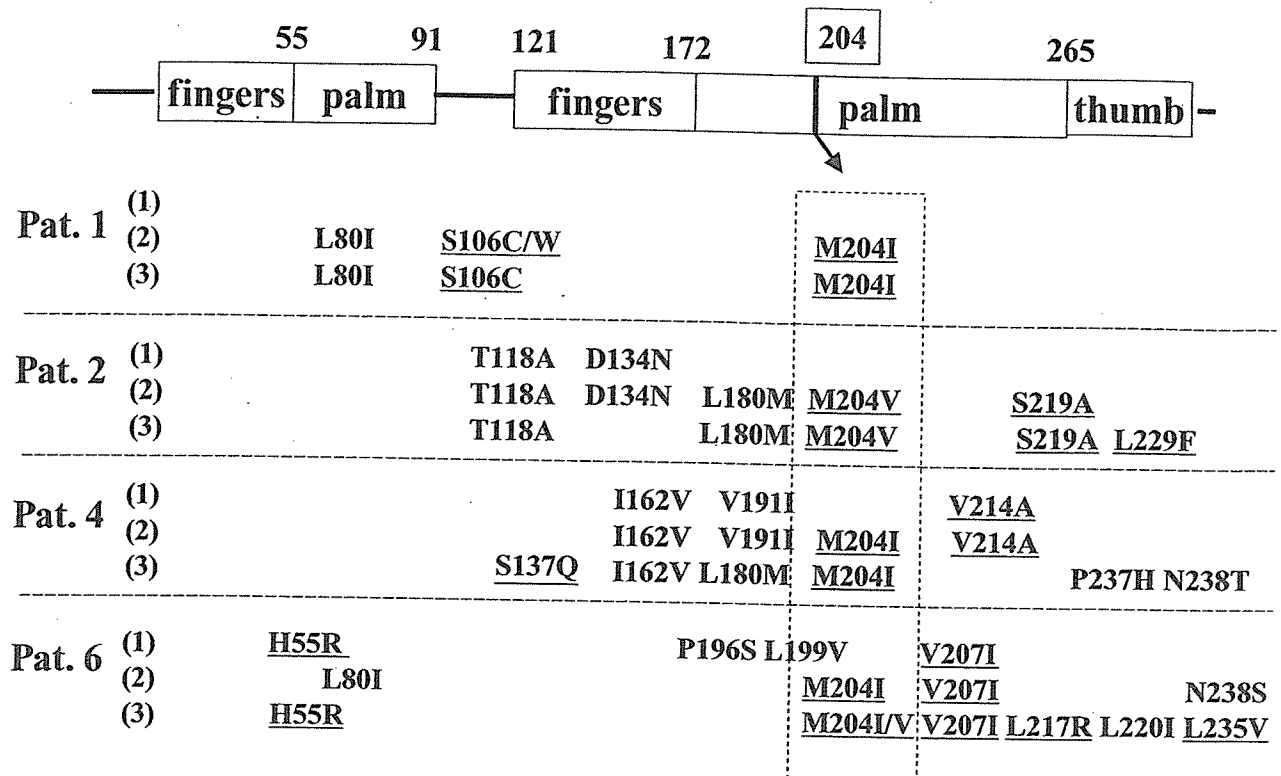 55 91 121 172 204 265
fingers palm fingers palm thumb
Pat. 1 (1)
(2) L80I S106C/W M204I
(3) L80I S106C M204I
Pat. 2 (1) T118A D134N
(2) T118A D134N L180M M204V S219A
(3) T118A L180M M204V S219A L229F
Pat. 4 (1) I162V V191I V214A
(2) I162V V191I M204I V214A
(3) S137Q I162V L180M M204I P237H N238T
Pat. 6 (1) H55R P196S L199V V207I
(2) L80I M204I V207I N238S
(3) H55R M204I/V V207I L217R L220I L235V